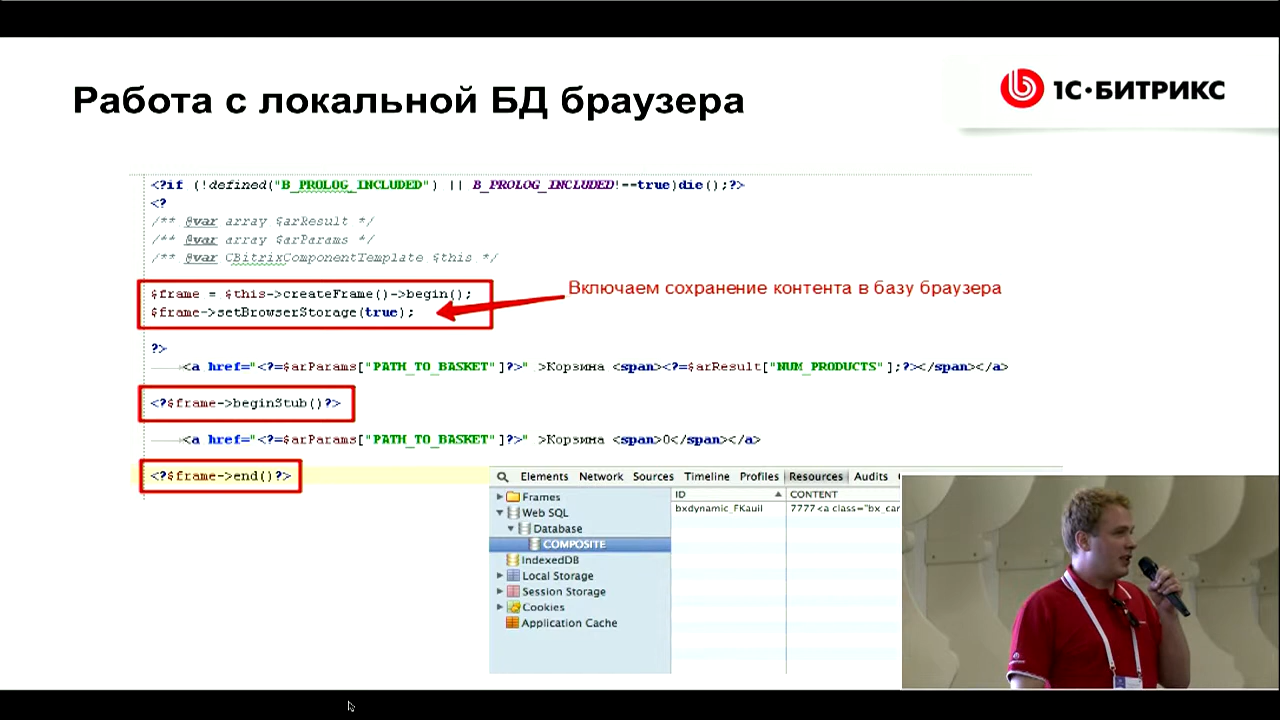 Работа с локальной БД браузера
1С·БИТРИКС
<?if (!defined("B_PROLOG_INCLUDED") || B_PROLOG_INCLUDED!==true)die();?>
<?
/** @var array $arResult */
/** @var array $arParams */
/** @var CBitrixComponentTemplate $this */
$frame = $this->createFrame()->begin();
Включаем сохранение контента в базу браузера
$frame->setBrowserStorage(true);
?>
<a href="<?=$arParams["PATH_TO_BASKET"]?>" >Корзина <span><?=$arResult["NUM_PRODUCTS"];?></span></a>
<?$frame->beginStub()?>
<a href="<?=$arParams["PATH_TO_BASKET"]?>" >Корзина <span>0</span></a>
<?$frame->end()?>
Elements Network Sources Timeline Profiles Resources Audits
Frames
Web SQL
Database
COMPOSITE
IndexedDB
Local Storage
Session Storage
Cookies
Application Cache
ID CONTENT
bxdynamic_FKauiI 7777<a class="bx_car